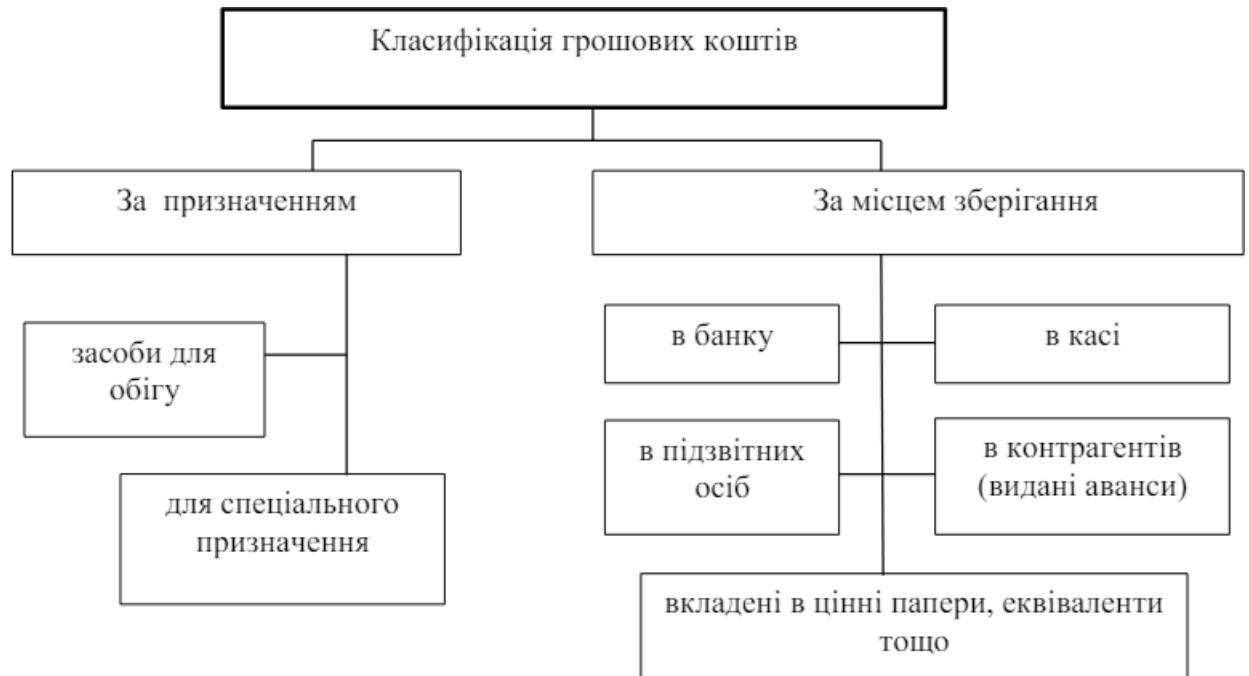 Класифікація грошових коштів
За призначенням
засоби для
обігу
для спеціального
призначення
За місцем зберігання
в банку
в касі
в підзвітних
осіб
в контрагентів
(видані аванси)
вкладені в цінні папери, еквіваленти
тощо